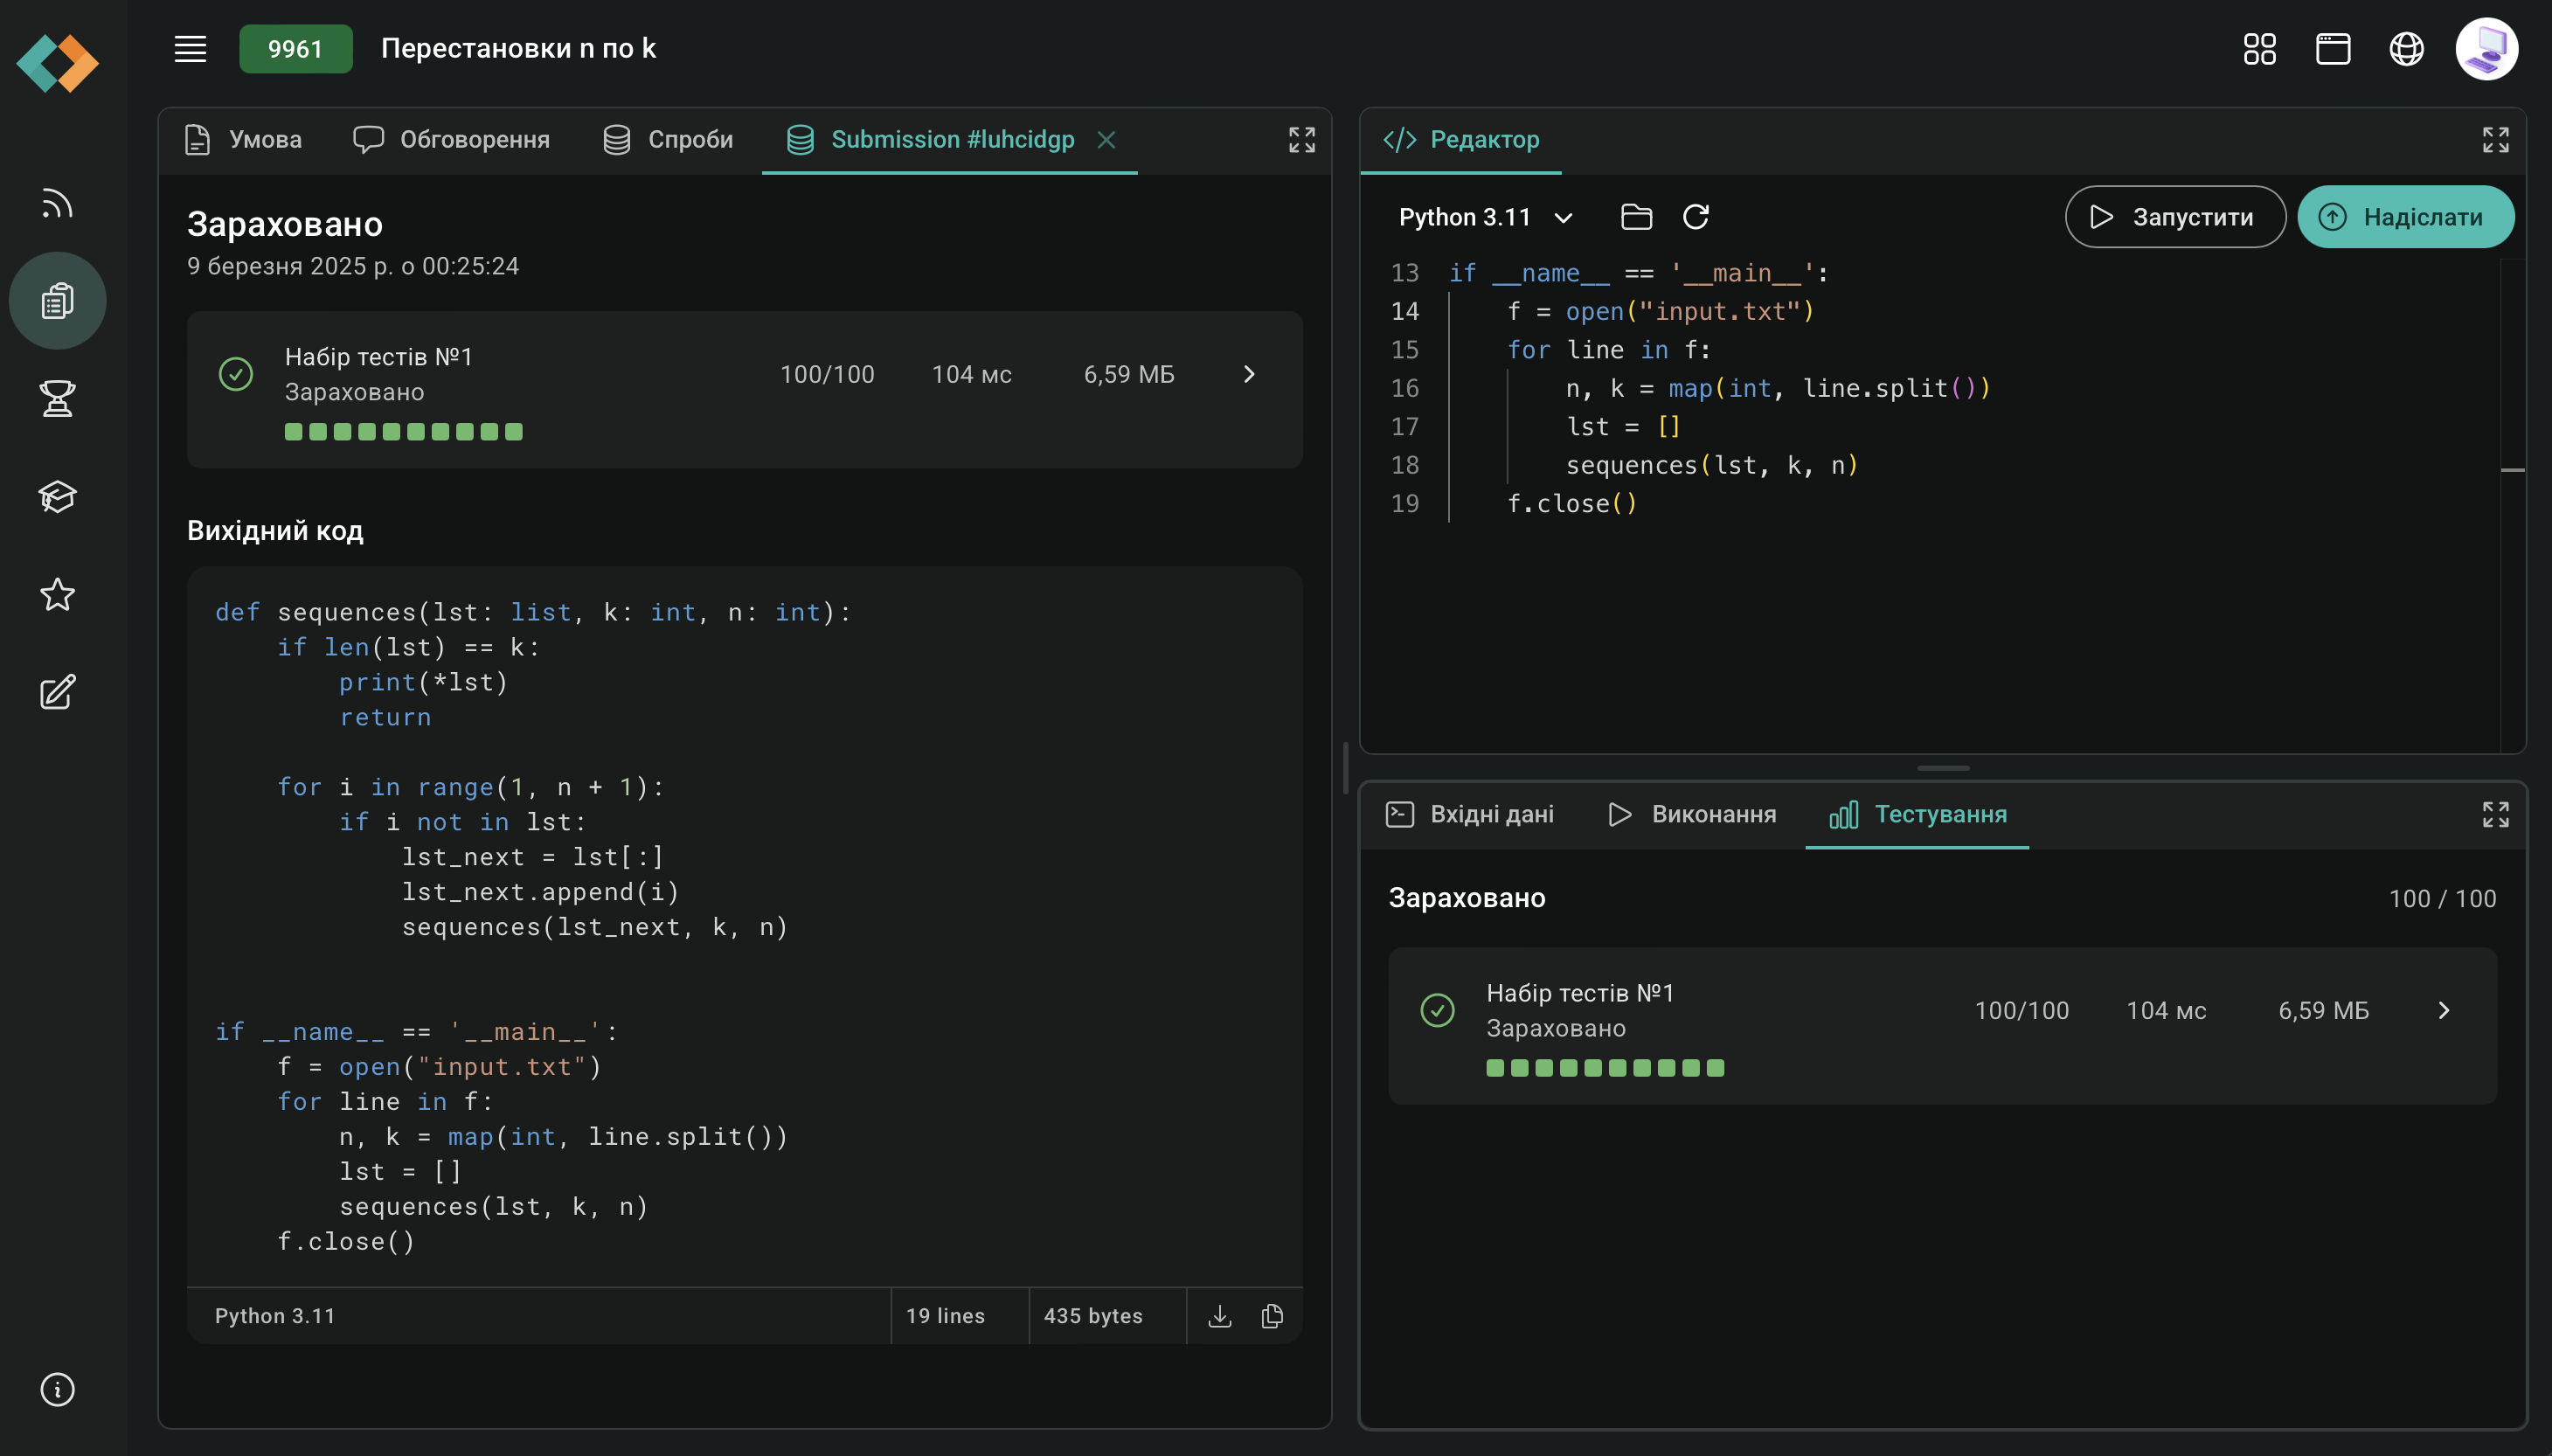 9961
Перестановки n по k
Умова
Обговорення
Спроби
Submission #luhcidgp
Зараховано
9 березня 2025 р. о 00:25:24
Набір тестів №1
Зараховано
100/100
104 мс
6,59 МБ
Вихідний код
def sequences(lst: list, k: int, n: int):
    if len(lst) == k:
        print(*lst)
        return
    for i in range(1, n + 1):
        if i not in lst:
            lst_next = lst[:]
            lst_next.append(i)
            sequences(lst_next, k, n)
if __name__ == '__main__':
    f = open("input.txt")
    for line in f:
        n, k = map(int, line.split())
        lst = []
        sequences(lst, k, n)
    f.close()
Python 3.11
19 lines
435 bytes
Редактор
Python 3.11
Запустити
Надіслати
13 if __name__ == '__main__':
14     f = open("input.txt")
15     for line in f:
16         n, k = map(int, line.split())
17         lst = []
18         sequences(lst, k, n)
19     f.close()
Вхідні дані
Виконання
Тестування
Зараховано
100 / 100
Набір тестів №1
Зараховано
100/100
104 мс
6,59 МБ